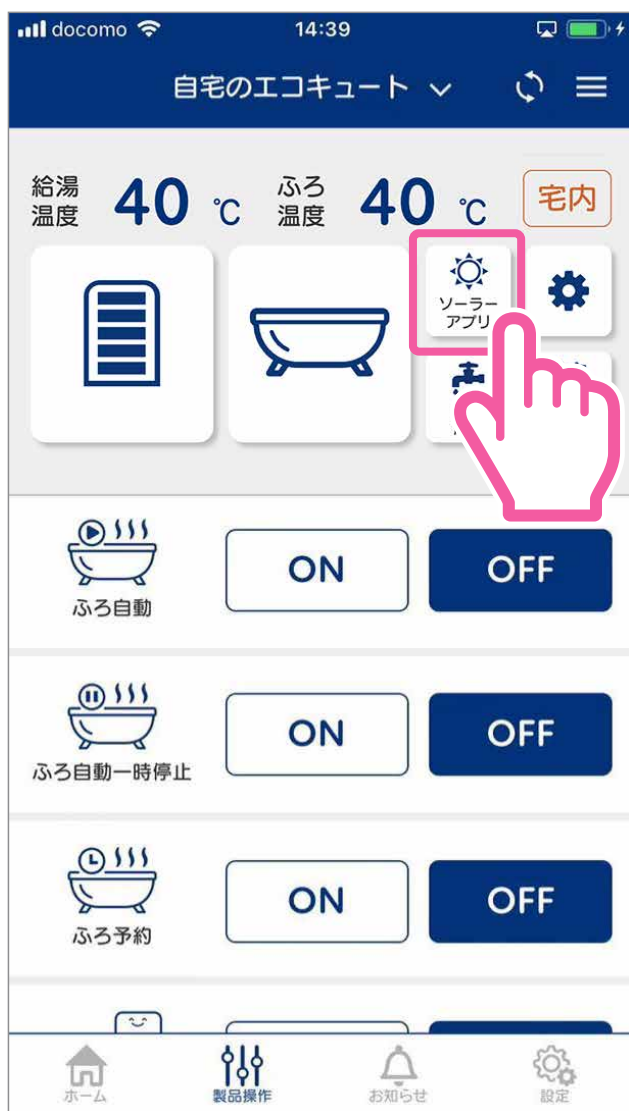 docomo 14:39
自宅のエコキュート
給湯温度 40 ℃ ふろ温度 40 ℃ 宅内
ソーラー
アプリ
ふろ自動 ON OFF
ふろ自動一時停止 ON OFF
ふろ予約 ON OFF
ホーム 製品操作 お知らせ 設定